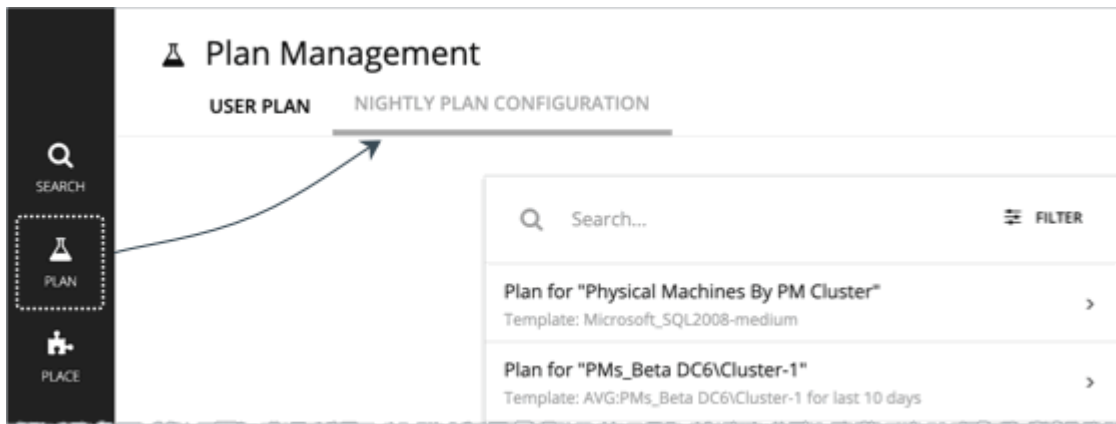 Plan Management
USER PLAN NIGHTLY PLAN CONFIGURATION
SEARCH
Search... FILTER
PLAN
Plan for "Physical Machines By PM Cluster"
Template: Microsoft_SQL2008-medium
PLACE
Plan for "PMs_Beta DC6\Cluster-1"
Template: AVG:PMs_Beta DC6\Cluster-1 for last 10 days